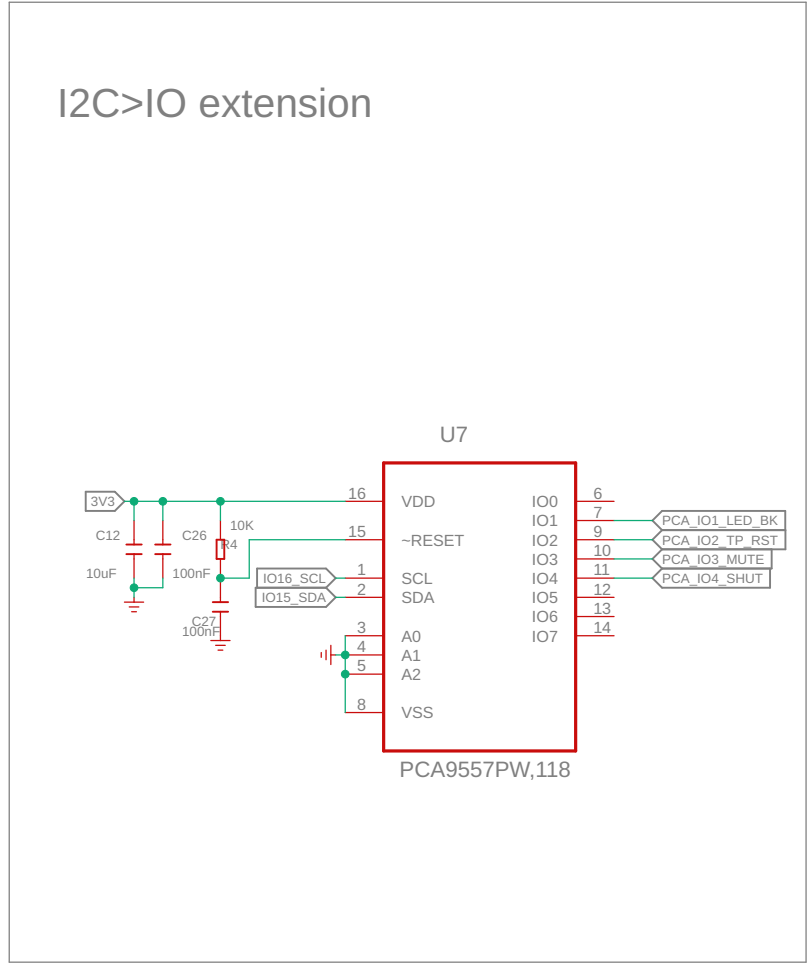 I2C>IO extension
U7
3V3
C12
C26
10K
R4
10uF
100nF
C27
100nF
IO16_SCL
IO15_SDA
16
15
1
2
3
4
5
8
VDD
~RESET
SCL
SDA
A0
A1
A2
VSS
IO0
IO1
IO2
IO3
IO4
IO5
IO6
IO7
6
7
9
10
11
12
13
14
PCA_IO1_LED_BK
PCA_IO2_TP_RST
PCA_IO3_MUTE
PCA_IO4_SHUT
PCA9557PW,118